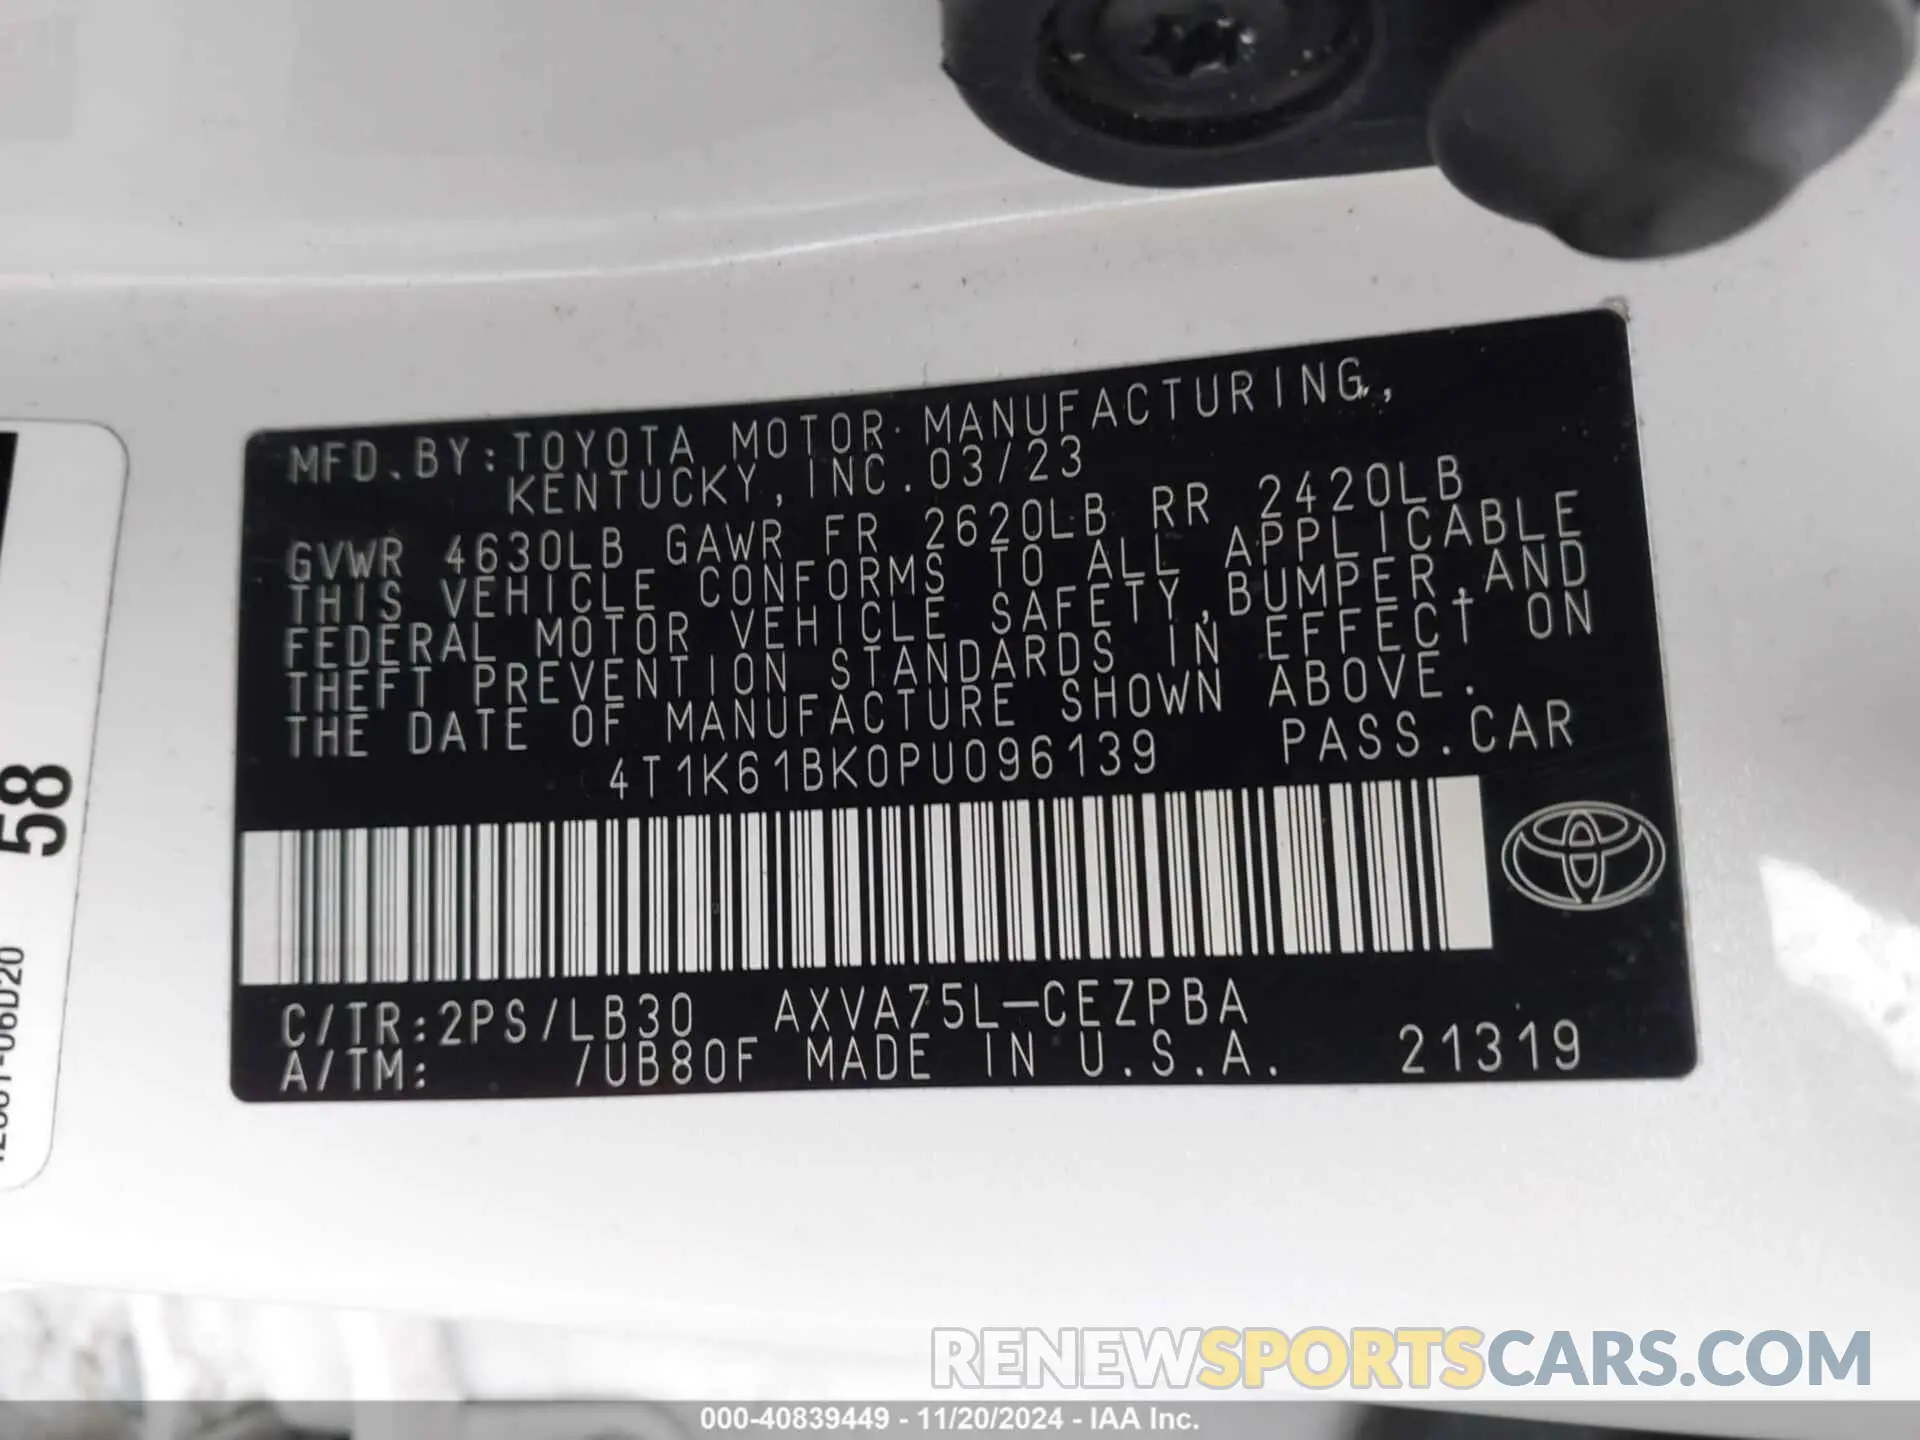 MFD.BY:TOYOTA MOTOR MANUFACTURING,
KENTUCKY,INC.03/23
GVWR 4630LB GAWR FR 2620LB RR 2420LB
THIS VEHICLE CONFORMS TO ALL APPLICABLE
FEDERAL MOTOR VEHICLE SAFETY,BUMPER,AND
THEFT PREVENTION STANDARDS IN EFFECT ON
THE DATE OF MANUFACTURE SHOWN ABOVE.
4T1K61BK0PU096139 PASS.CAR
C/TR:2PS/LB30 AXVA75L-CEZPBA
A/TM: /UB80F MADE IN U.S.A. 21319
58
RENEWSPORTSCARS.COM
000-40839449 - 11/20/2024 - IAA Inc.